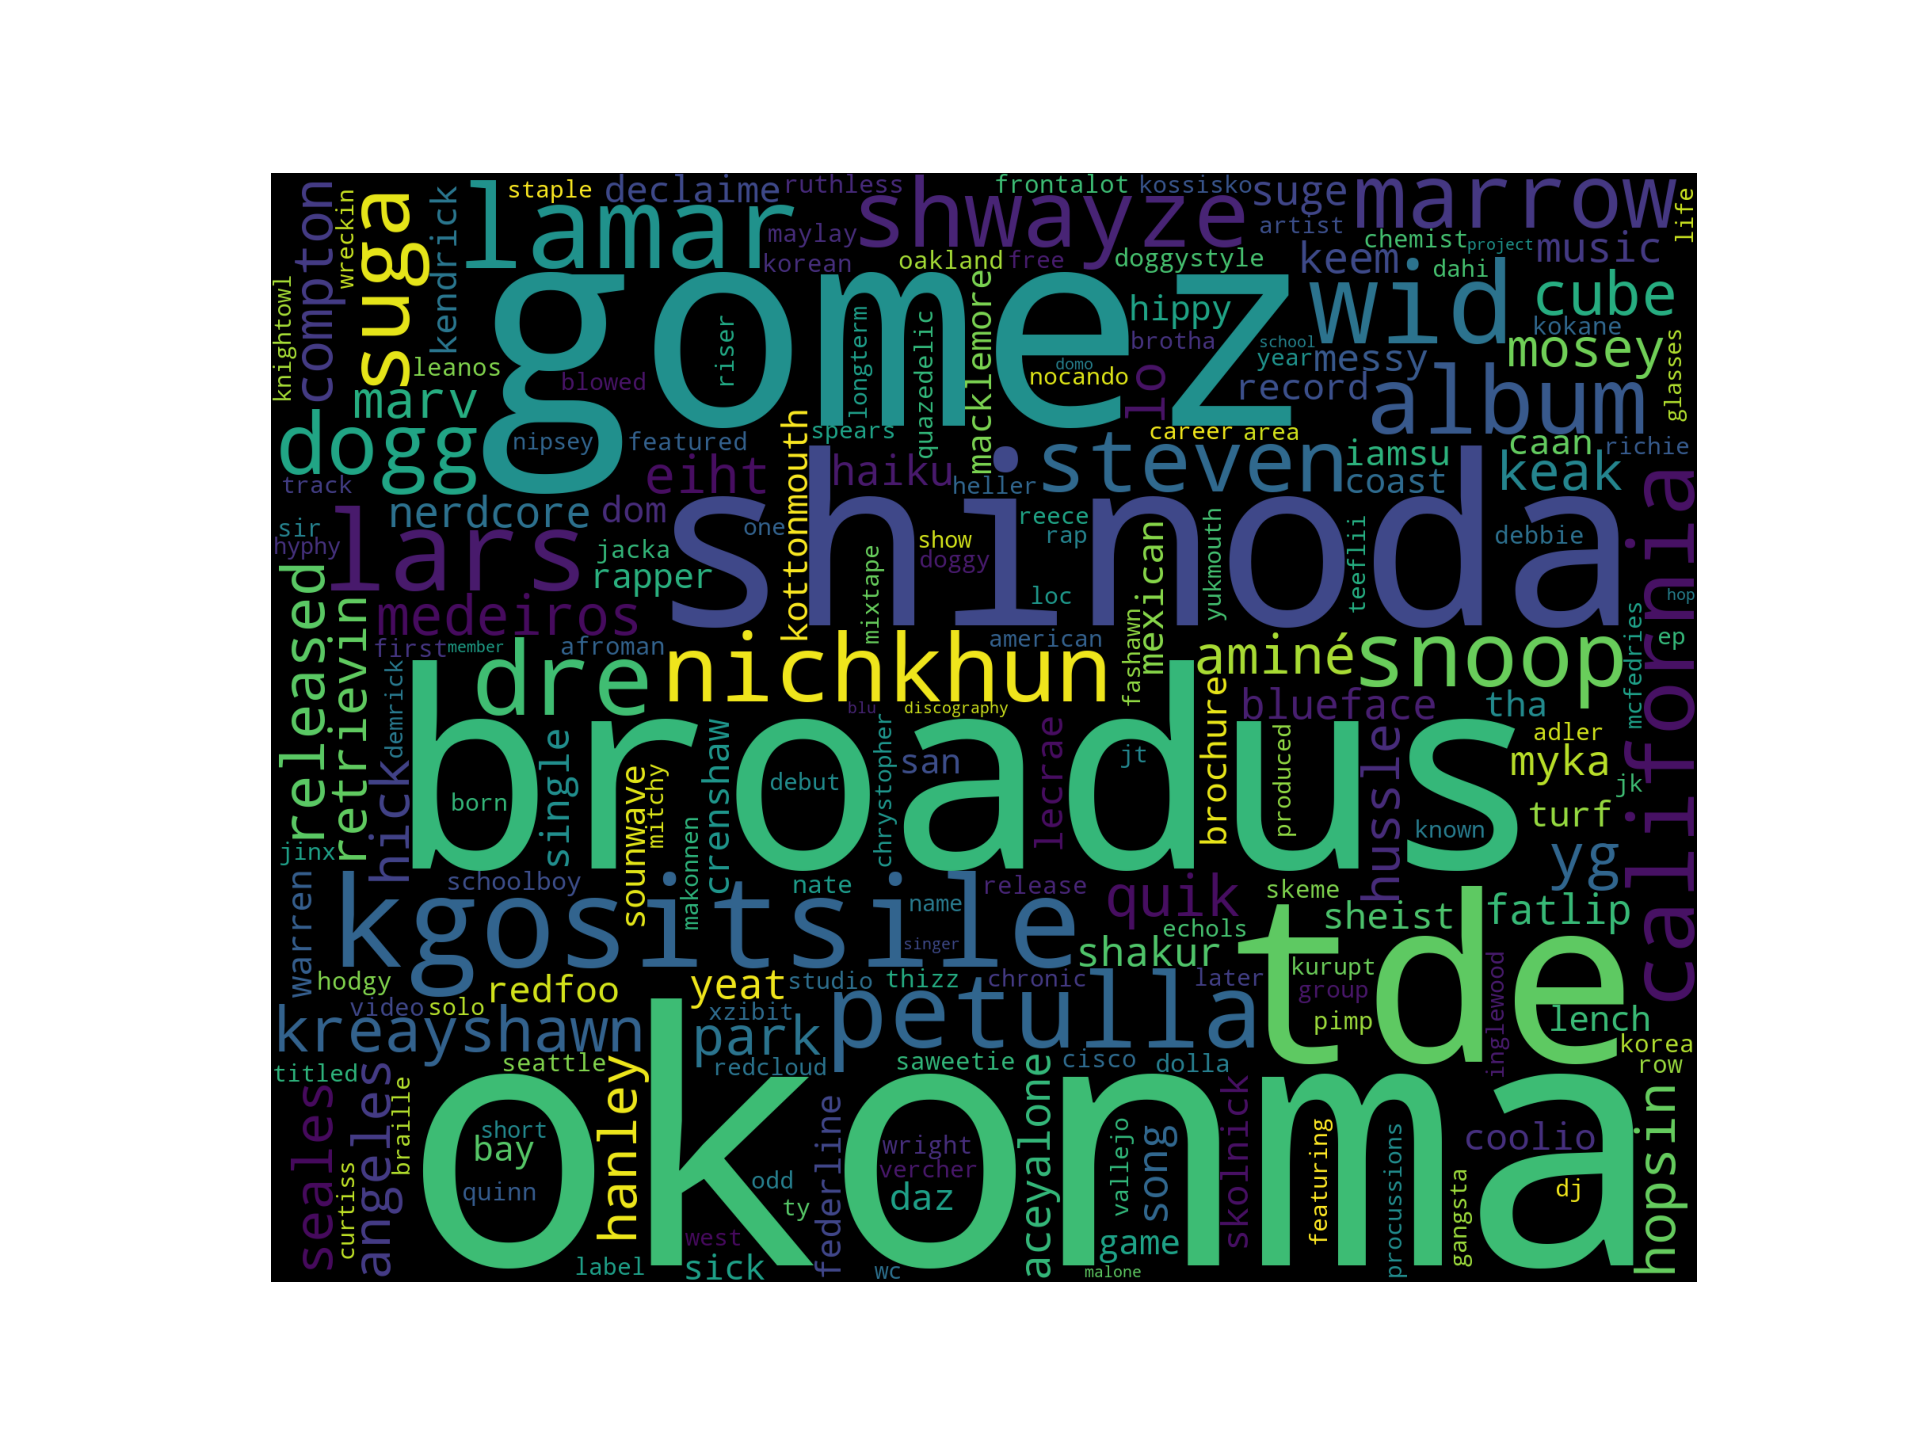 staple
declaime
ruthless
frontalot
kossisko
suge
marrow
life
compton
wreckin
suga
kendrick
lamar
maylay
korean
shwayze
oakland
free
doggystyle
artist
chemist
project
music
keem
dahi
knightowl
gomez
riser
longterm
quazedelic
macklemore
hippy
brotha
wid
cube
kokane
school
year
messy
mosey
glasses
leanos
blowed
domo
nocando
lo
record
album
marv
dogg
nipsey
featured
spears
career
area
steven
iamsu
caan
richie
track
eiht
kottonmouth
haiku
heller
coast
keak
california
nerdcore
dom
one
shinoda
sir
hyphy
lars
jacka
rapper
show
doggy
reece
rap
mexican
yukmouth
teeflii
debbie
mixtape
loc
hop
released
retrievin
medeiros
first
member
afroman
american
fashawn
aminé
snoop
mcfedries
ep
demrick
dre
nichkhun
blu
discography
brochure
blueface
tha
adler
hick
single
crenshaw
broadus
chrystopher
san
lecrae
jt
produced
hussle
myka
jk
born
sounwave
mitchy
debut
known
turf
jinx
makonnen
yg
warren
schoolboy
kgositsile
nate
name
release
quik
skeme
sheist
fatlip
singer
echols
tde
hodgy
redfoo
yeat
studio
thizz
chronic
shakur
later
kurupt
group
inglewood
video
solo
xzibit
petulla
pimp
lench
kreayshawn
park
korea
titled
seattle
redcloud
saweetie
cisco
dolla
row
seales
angeles
braille
hanley
okonma
aceyalone
skolnick
hopsin
short
bay
federline
wright
vercher
vallejo
song
featuring
procussions
coolio
quinn
odd
daz
dj
curtiss
ty
west
game
gangsta
label
sick
wc
malone